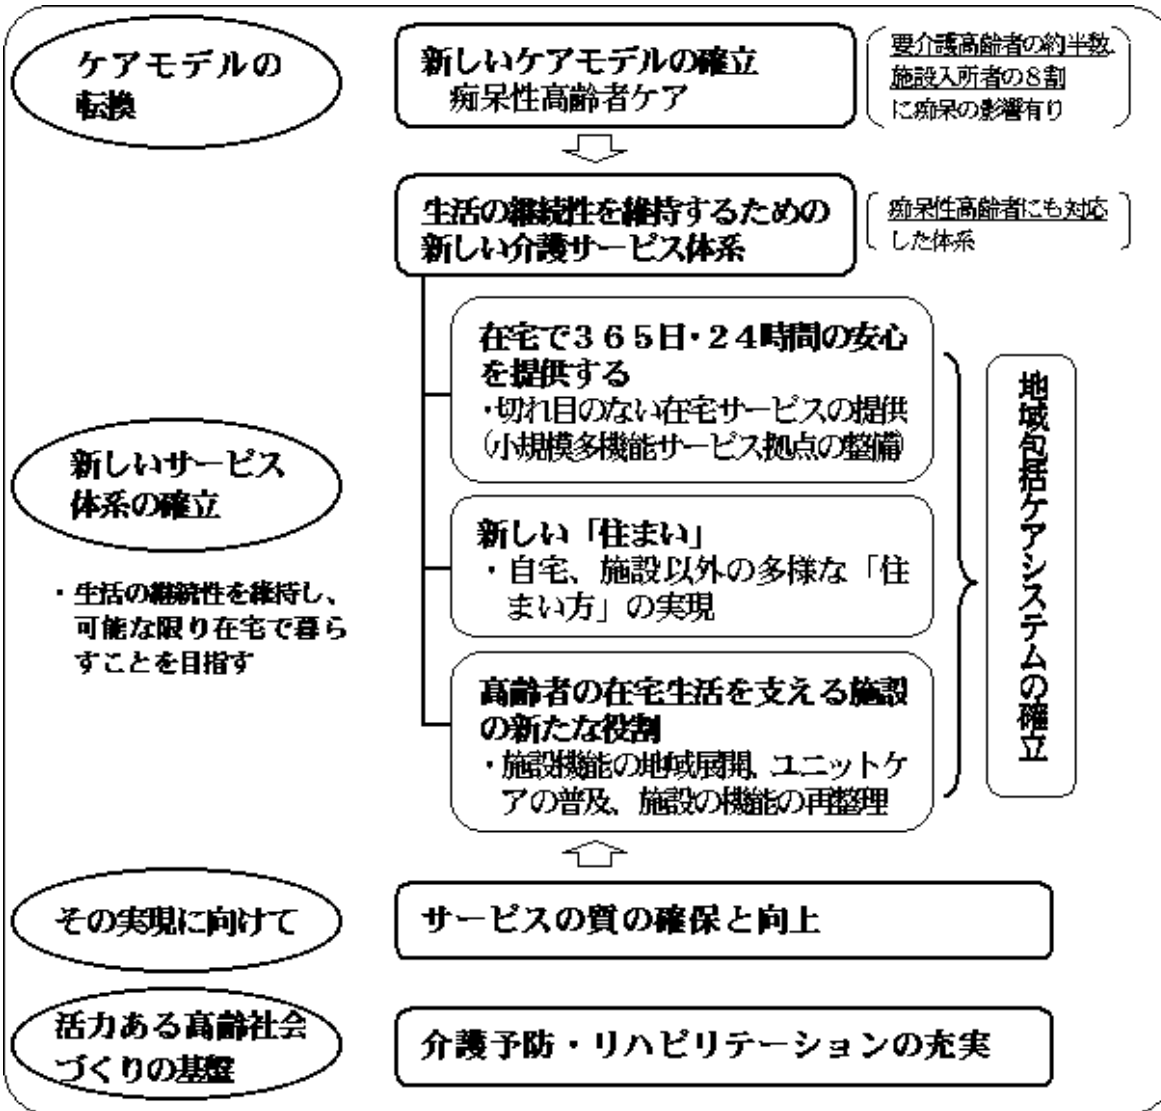 ケアモデルの
転換
新しいケアモデルの確立
痴呆性高齢者ケア
要介護高齢者の約半数、
施設入所者の8割
に痴呆の影響有り
生活の継続性を維持するための
新しい介護サービス体系
痴呆性高齢者にも対応
した体系
新しいサービス
体系の確立
・生活の継続性を維持し、
可能な限り在宅で暮ら
すことを目指す
在宅で365日・24時間の安心
を提供する
・切れ目のない在宅サービスの提供
(小規模多機能サービス拠点の整備)
新しい「住まい」
・自宅、施設以外の多様な「住
まい方」の実現
高齢者の在宅生活を支える施設
の新たな役割
・施設機能の地域展開、ユニットケ
アの普及、施設の機能の再整理
地域包括ケアシステムの確立
その実現に向けて
サービスの質の確保と向上
活力ある高齢社会
づくりの基盤
介護予防・リハビリテーションの充実